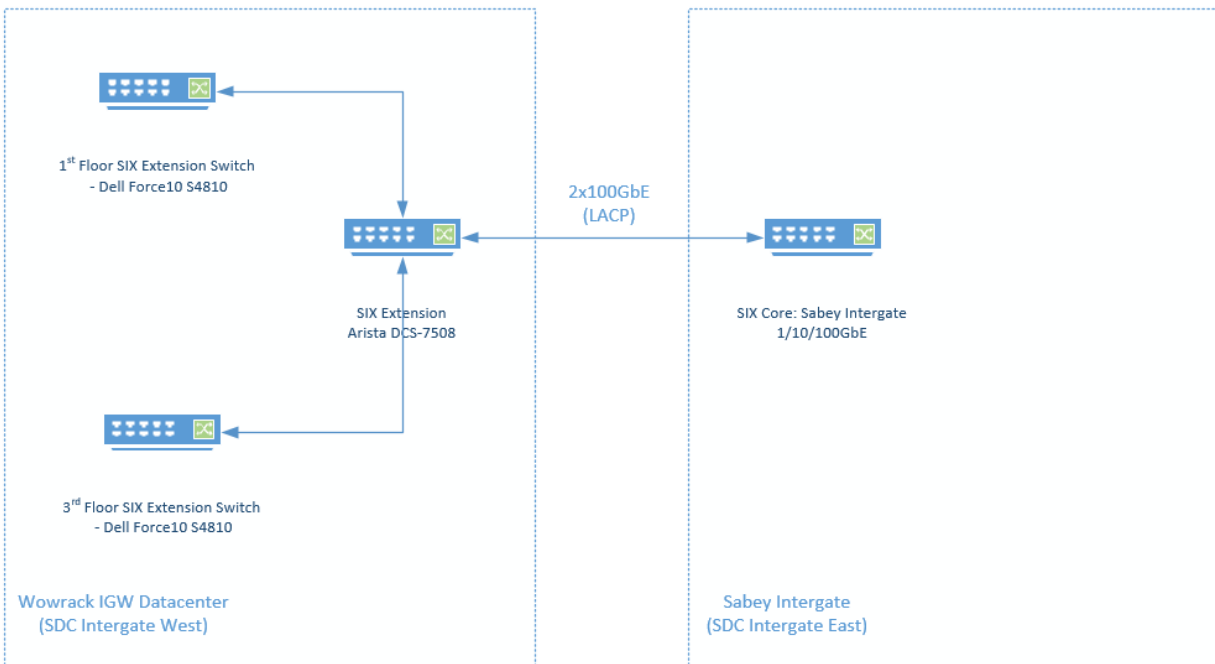 1st Floor SIX Extension Switch
- Dell Force10 S4810
2x100GbE
(LACP)
SIX Extension
Arista DCS-7508
SIX Core: Sabey Intergate
1/10/100GbE
3rd Floor SIX Extension Switch
- Dell Force10 S4810
Wowrack IGW Datacenter
(SDC Intergate West)
Sabey Intergate
(SDC Intergate East)